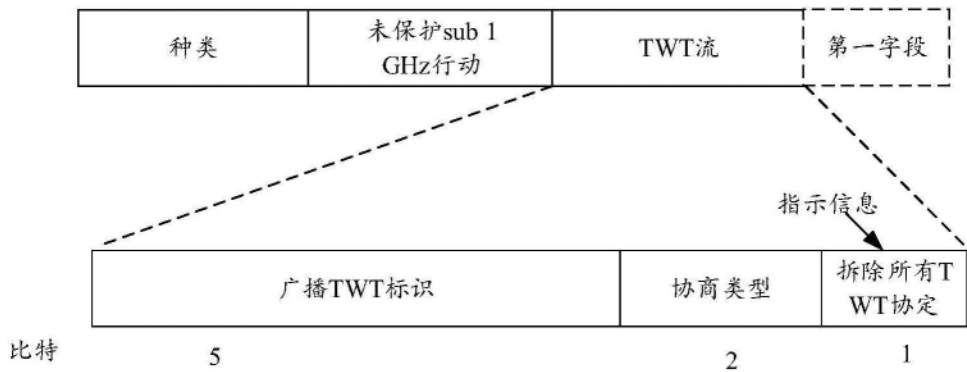 种类
未保护sub 1
GHz行动
TWT流
第一字段
指示信息
广播TWT标识
协商类型
拆除所有T
WT协定
比特
5
2
1